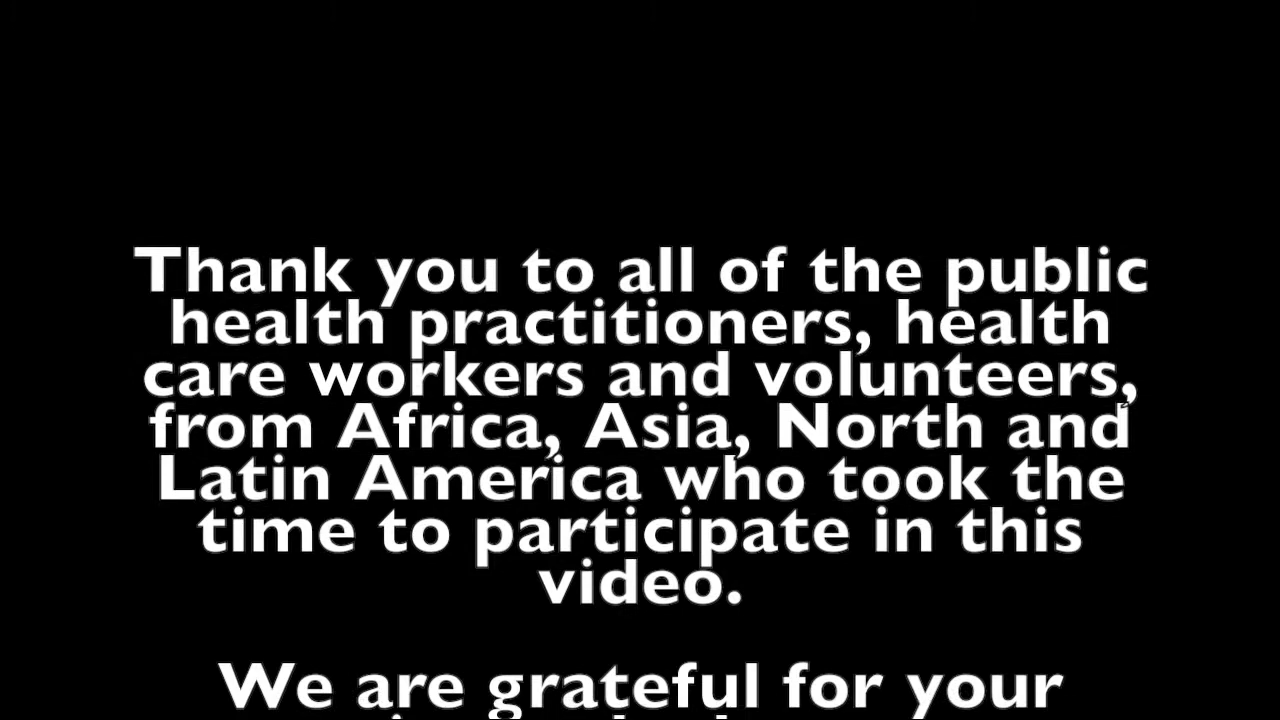 Thank you to all of the public
health practitioners, health
care workers and volunteers,
from Africa, Asia, North and
Latin America who took the
time to participate in this
video.
We are grateful for your